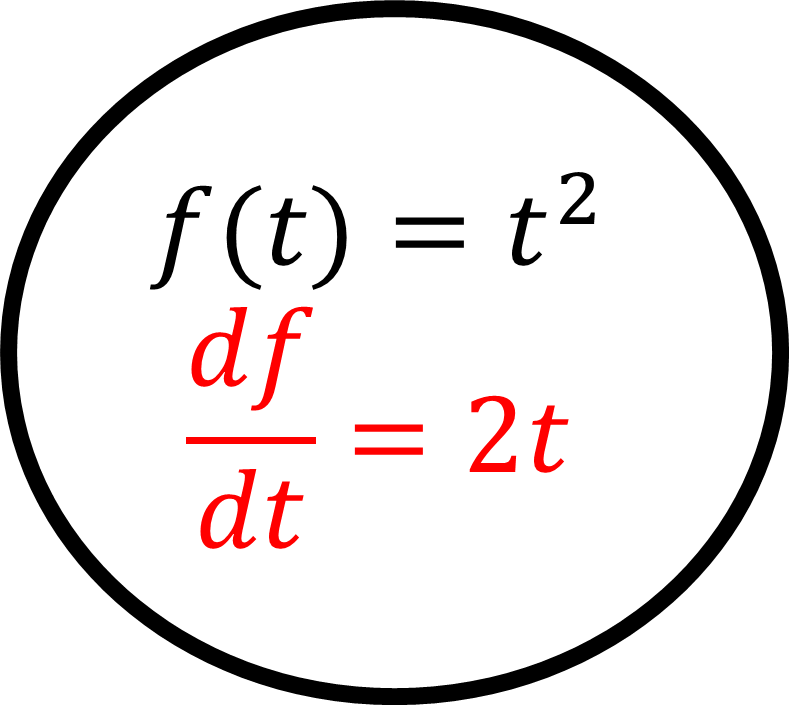 f(t) = t²
df/dt = 2t